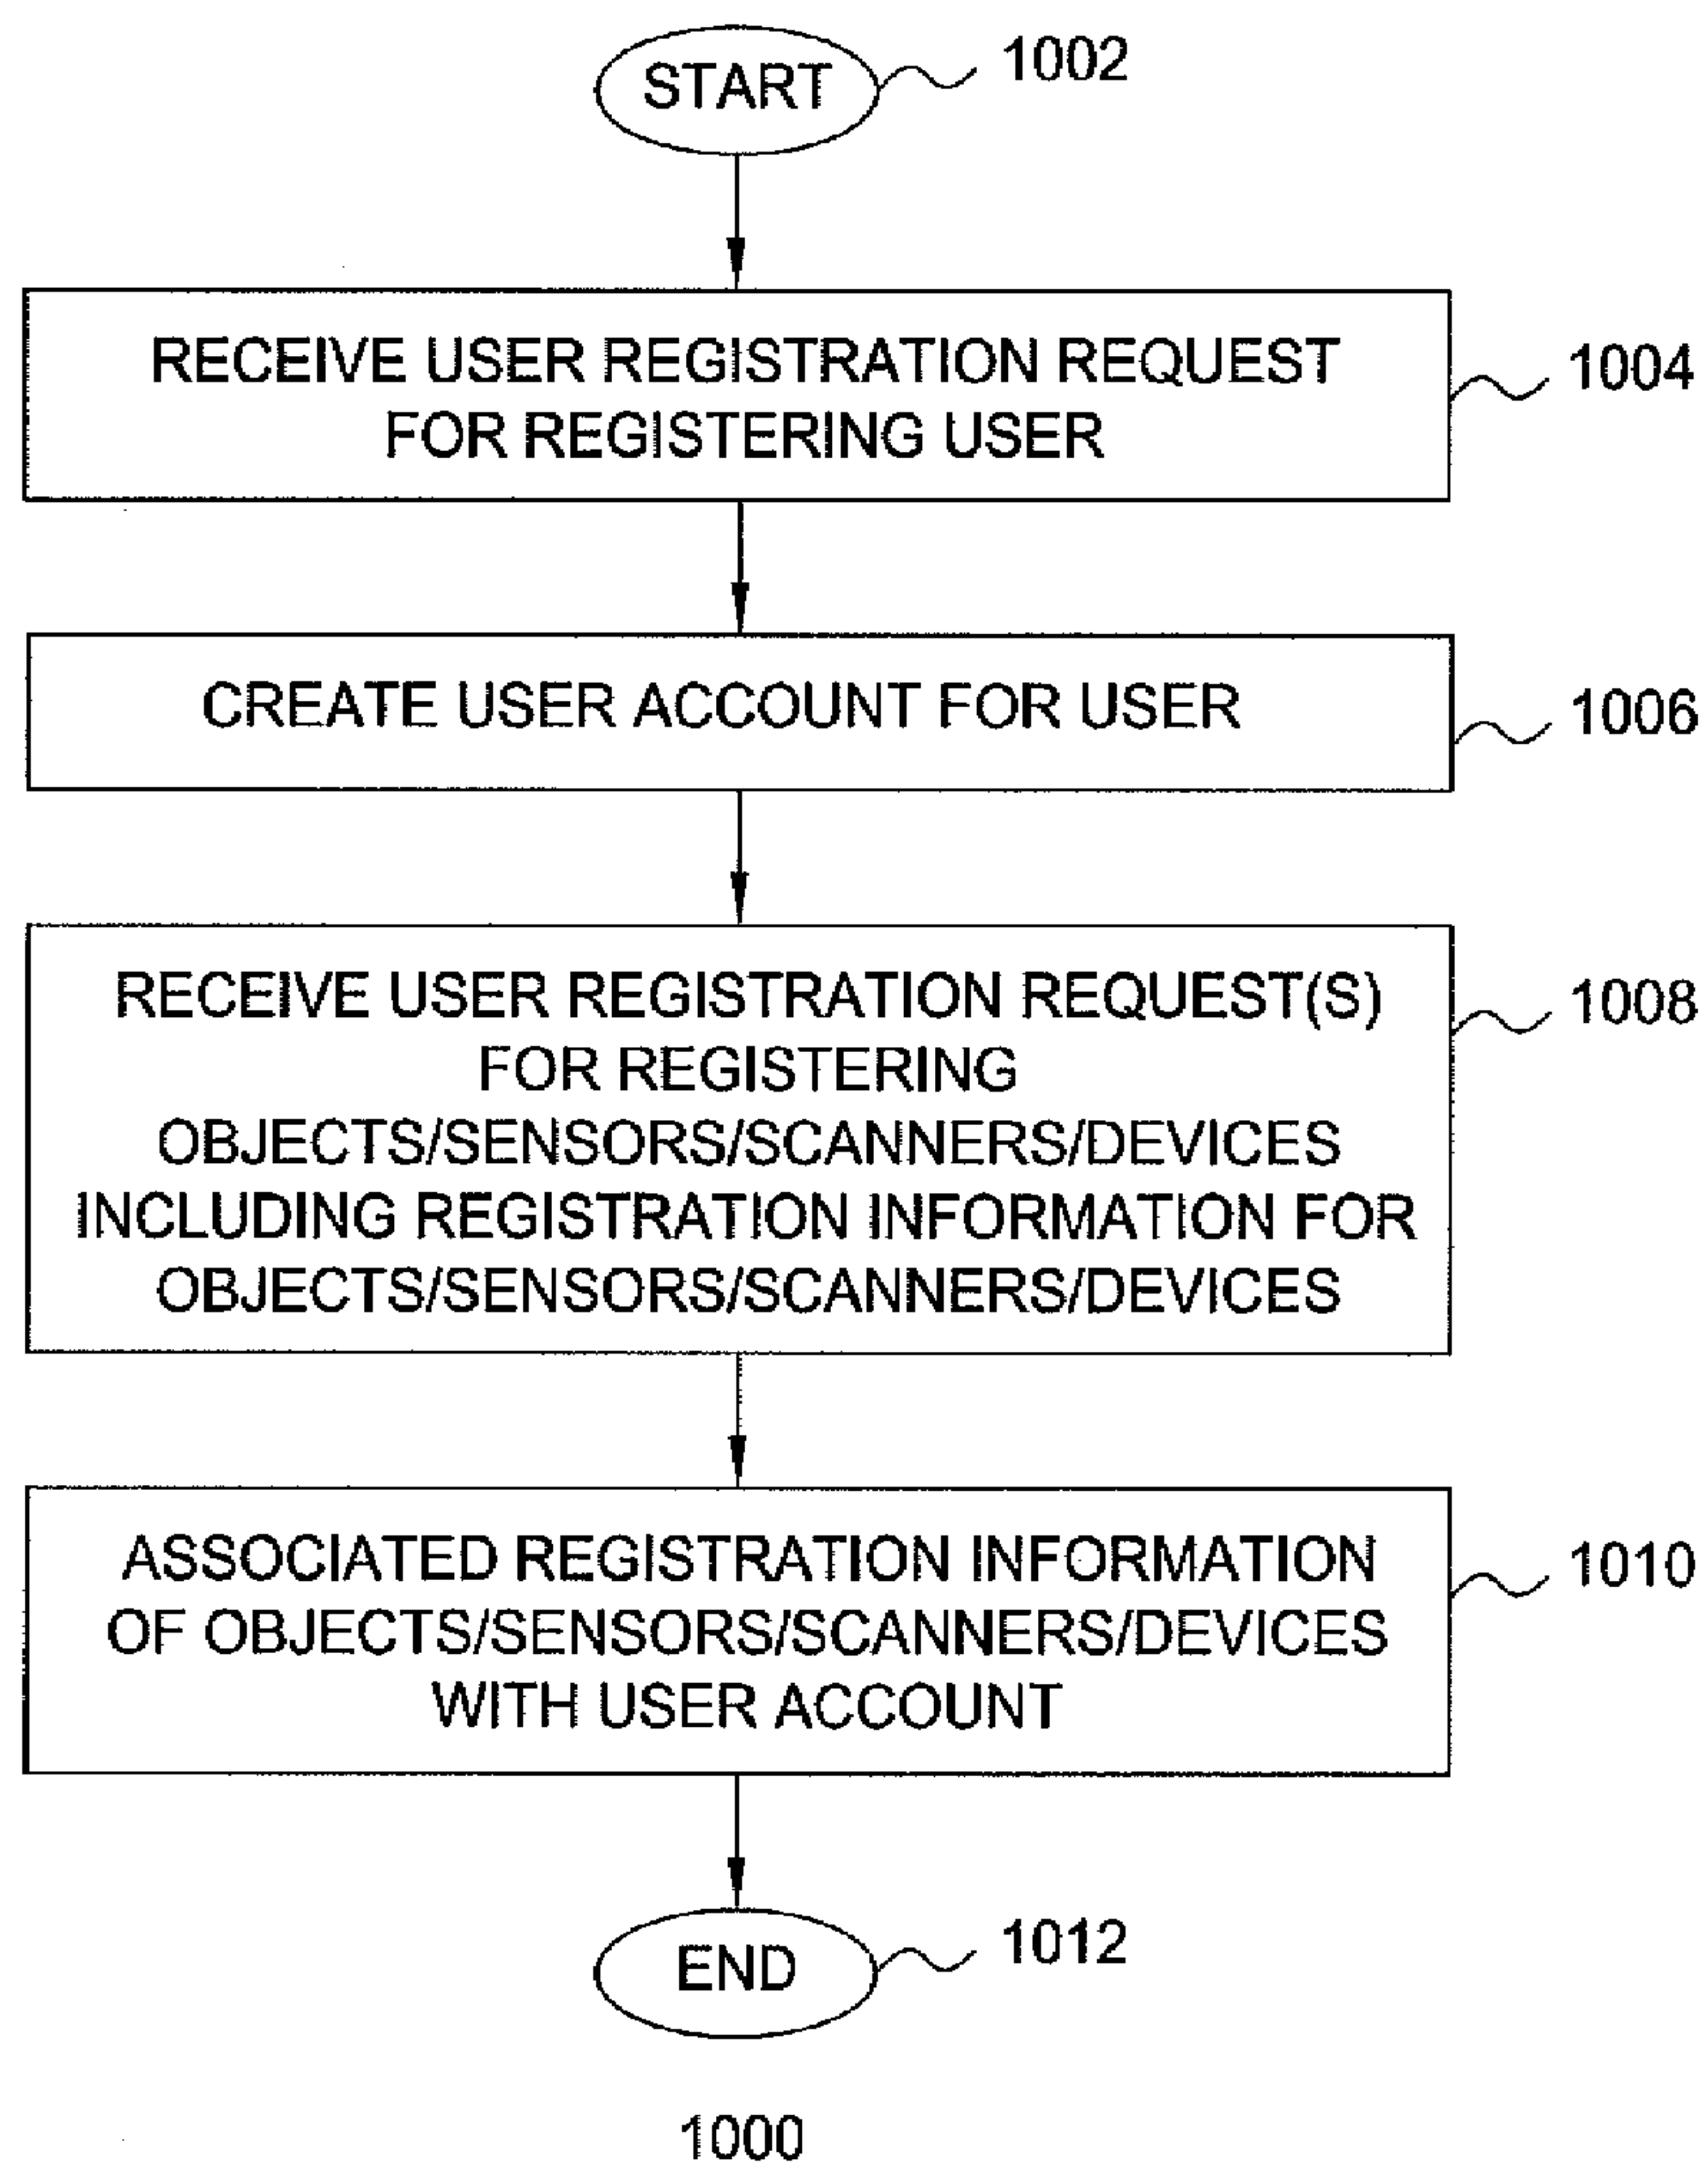 START
1002
RECEIVE USER REGISTRATION REQUEST
FOR REGISTERING USER
1004
CREATE USER ACCOUNT FOR USER
1006
RECEIVE USER REGISTRATION REQUEST(S)
FOR REGISTERING
OBJECTS/SENSORS/SCANNERS/DEVICES
INCLUDING REGISTRATION INFORMATION FOR
OBJECTS/SENSORS/SCANNERS/DEVICES
1008
ASSOCIATED REGISTRATION INFORMATION
OF OBJECTS/SENSORS/SCANNERS/DEVICES
WITH USER ACCOUNT
1010
END
1012
1000